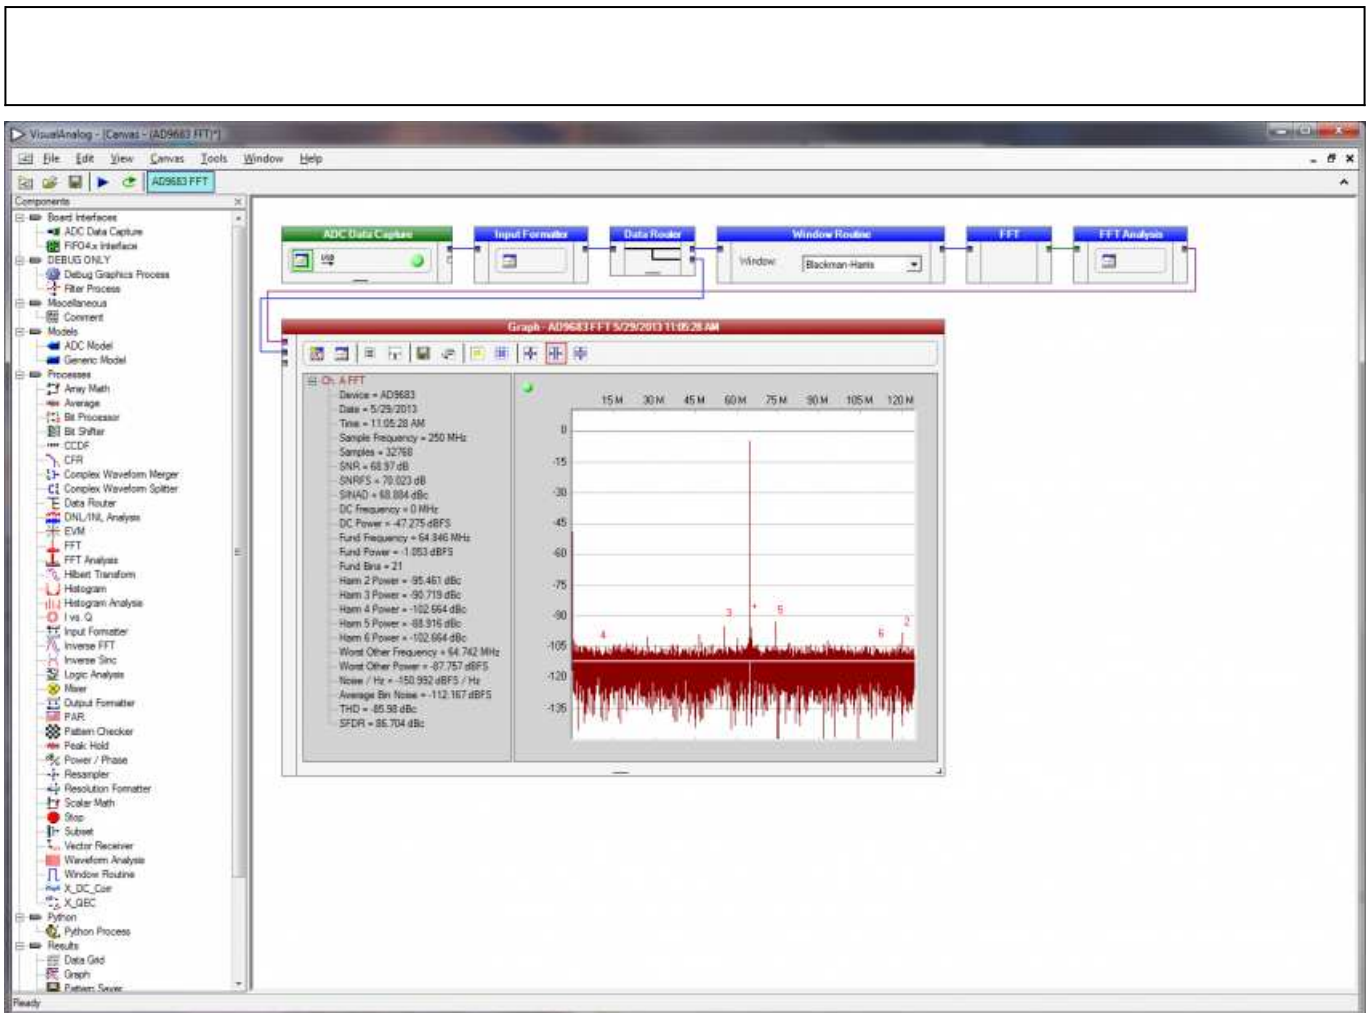 VisualAnalog - [Canvas - (AD9683 FFT)*]
File Edit View Canvas Tools Window Help
AD9683 FFT
Components
Board Interfaces
ADC Data Capture
FIFO4.x Interface
DEBUG ONLY
Debug Graphics Process
Filter Process
Miscellaneous
Comment
Models
ADC Model
Generic Model
Processes
Array Math
Average
Bit Processor
Bit Shifter
CCDF
CFR
Complex Waveform Merger
Complex Waveform Splitter
Data Router
DNL/INL Analysis
EVM
FFT
FFT Analysis
Hilbert Transform
Histogram
Histogram Analysis
I vs. Q
Input Formatter
Inverse FFT
Inverse Sinc
Logic Analysis
Mixer
Output Formatter
PAR
Pattern Checker
Peak Hold
Power / Phase
Resampler
Resolution Formatter
Scalar Math
Stop
Subset
Vector Receiver
Waveform Analysis
Window Routine
X_DC_Corr
X_QEC
Python
Python Process
Results
Data Grid
Graph
Pattern Saver
Ready
ADC Data Capture
USB
Input Formatter
Data Router
Window Routine
Window:
Blackman-Harris
FFT
FFT Analysis
Graph - AD9683 FFT 5/29/2013 11:05:28 AM
Ch. A FFT
Device = AD9683
Date = 5/29/2013
Time = 11:05:28 AM
Sample Frequency = 250 MHz
Samples = 32768
SNR = 68.97 dB
SNRFS = 70.023 dB
SINAD = 68.884 dBc
DC Frequency = 0 MHz
DC Power = -47.275 dBFS
Fund Frequency = 64.846 MHz
Fund Power = -1.053 dBFS
Fund Bins = 21
Harm 2 Power = -95.461 dBc
Harm 3 Power = -90.719 dBc
Harm 4 Power = -102.664 dBc
Harm 5 Power = -88.916 dBc
Harm 6 Power = -102.664 dBc
Worst Other Frequency = 64.742 MHz
Worst Other Power = -87.757 dBFS
Noise / Hz = -150.992 dBFS / Hz
Average Bin Noise = -112.167 dBFS
THD = -85.98 dBc
SFDR = 86.704 dBc
15 M 30 M 45 M 60 M 75 M 90 M 105 M 120 M
0
-15
-30
-45
-60
-75
-90
-105
-120
-135
4
3
+
5
6
2